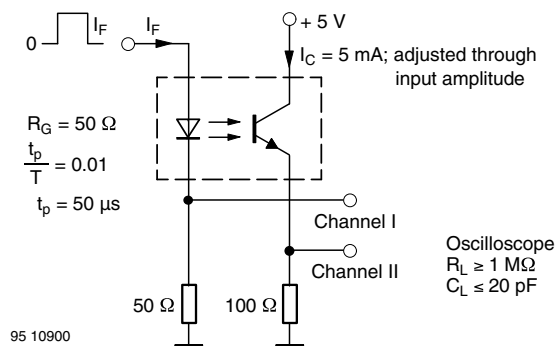 0
I_F
I_F
+ 5 V
I_C = 5 mA; adjusted through
input amplitude
R_G = 50 Ω
t_p
T
= 0.01
t_p = 50 µs
Channel I
Channel II
Oscilloscope
R_L ≥ 1 MΩ
C_L ≤ 20 pF
50 Ω
100 Ω
95 10900